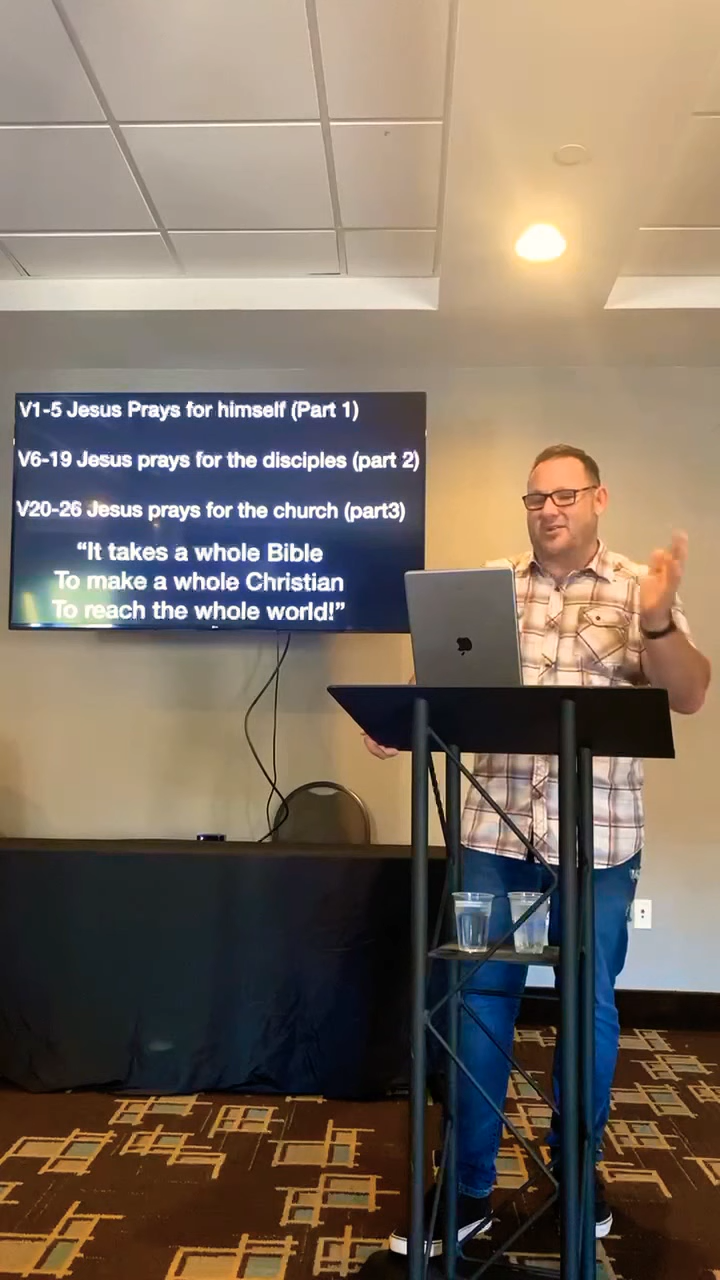 V1-5 Jesus Prays for himself (Part 1)
V6-19 Jesus prays for the disciples (part 2)
V20-26 Jesus prays for the church (part3)
“It takes a whole Bible
To make a whole Christian
To reach the whole world!”